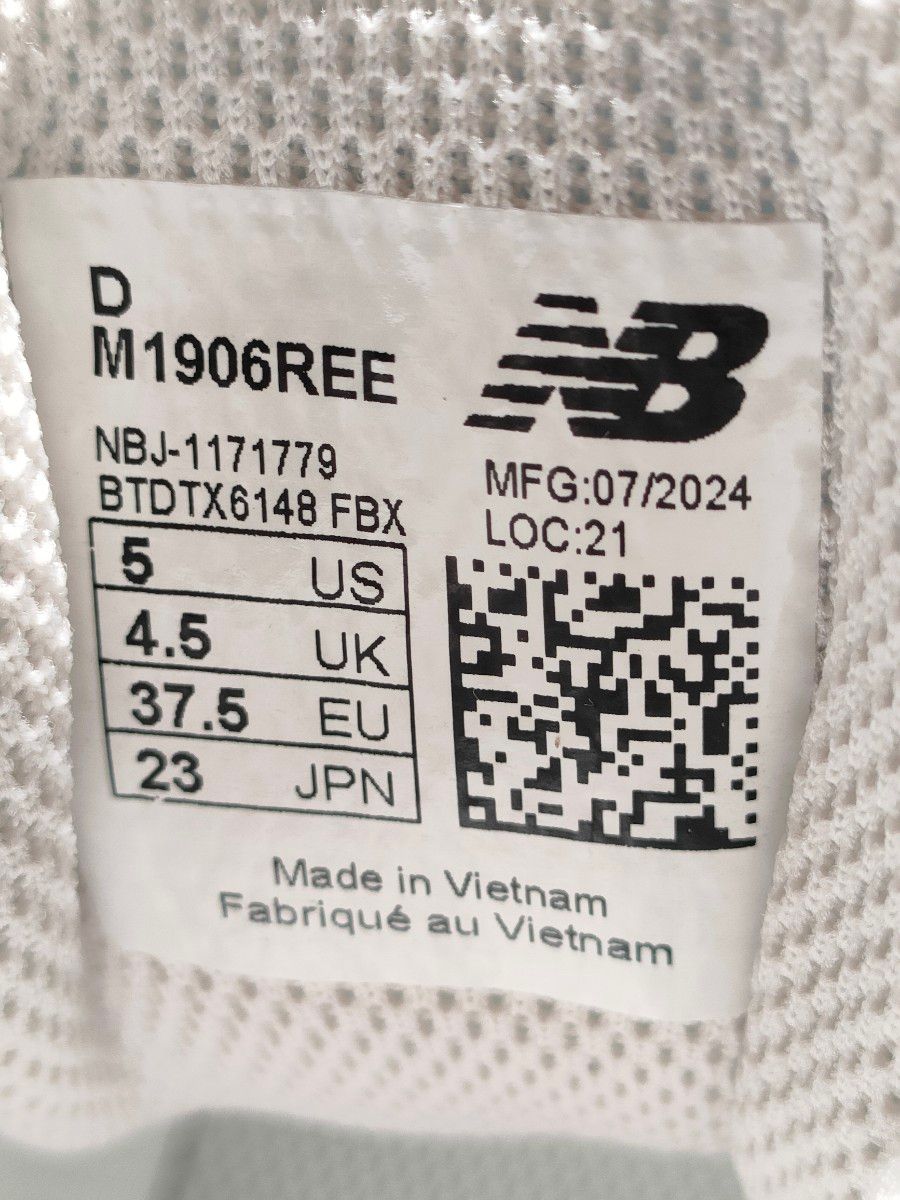 D
M1906REE
NB
NBJ-1171779
BTDTX6148 FBX
MFG:07/2024
LOC:21
5 US
4.5 UK
37.5 EU
23 JPN
Made in Vietnam
Fabriqué au Vietnam